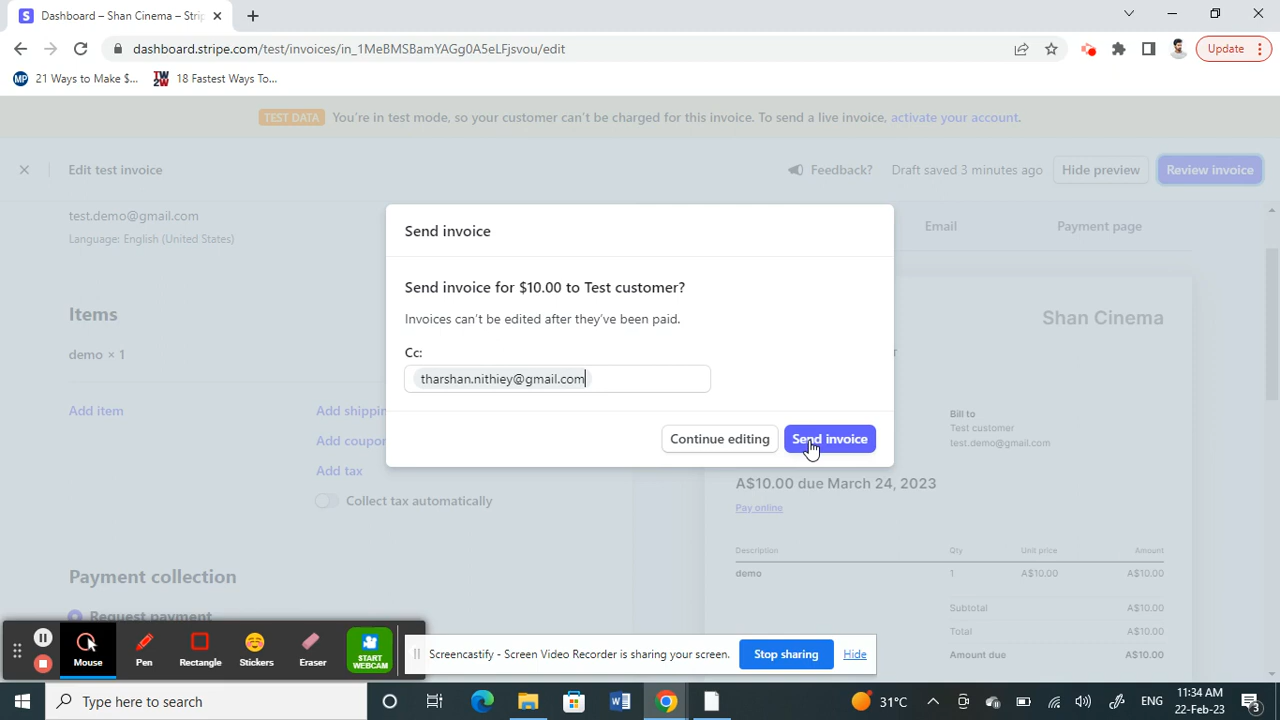 Dashboard – Shan Cinema – Stri
dashboard.stripe.com/test/invoices/in_1MeBMSBamYAGg0A5eLFjsvou/edit
Update
MP 21 Ways to Make $...
TW2W 18 Fastest Ways To...
TEST DATA You're in test mode, so your customer can't be charged for this invoice. To send a live invoice, activate your account.
Edit test invoice
Feedback?
Draft saved 3 minutes ago
Hide preview
Review invoice
test.demo@gmail.com
Language: English (United States)
Email
Payment page
Send invoice
Send invoice for $10.00 to Test customer?
Invoices can't be edited after they've been paid.
Cc:
tharshan.nithiey@gmail.com
Continue editing
Send invoice
Items
demo × 1
Add item
Add shippin
Add coupon
Add tax
Collect tax automatically
Payment collection
Request payment
Shan Cinema
Bill to
Test customer
test.demo@gmail.com
A$10.00 due March 24, 2023
Pay online
Description Qty Unit price Amount
demo 1 A$10.00 A$10.00
Subtotal A$10.00
Total A$10.00
Amount due A$10.00
Mouse
Pen
Rectangle
Stickers
Eraser
START WEBCAM
Screencastify - Screen Video Recorder is sharing your screen.
Stop sharing
Hide
Type here to search
31°C
ENG
11:34 AM
22-Feb-23
3